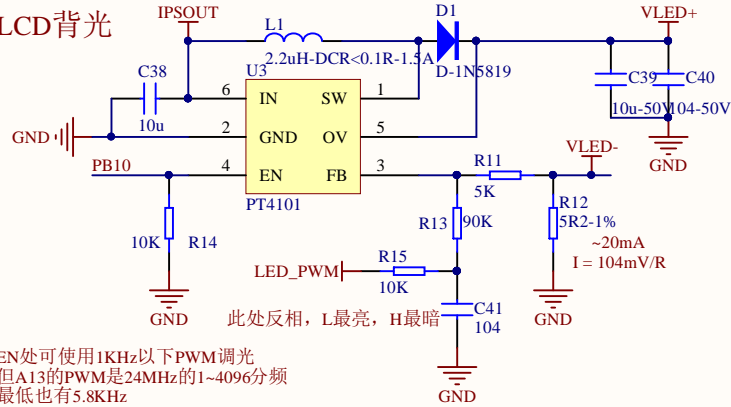 LCD背光
IPSOUT
L1
2.2uH-DCR<0.1R-1.5A
D1
D-1N5819
VLED+
C38
10u
U3
6 IN SW 1
2 GND OV 5
4 EN FB 3
PT4101
GND
PB10
C39
10u-50V
C40
104-50V
GND
R11
5K
VLED-
R12
5R2-1%
~20mA
I = 104mV/R
R13
90K
10K
R14
LED_PWM
R15
10K
C41
104
GND
GND
GND
此处反相，L最亮，H最暗
EN处可使用1KHz以下PWM调光
但A13的PWM是24MHz的1~4096分频
最低也有5.8KHz